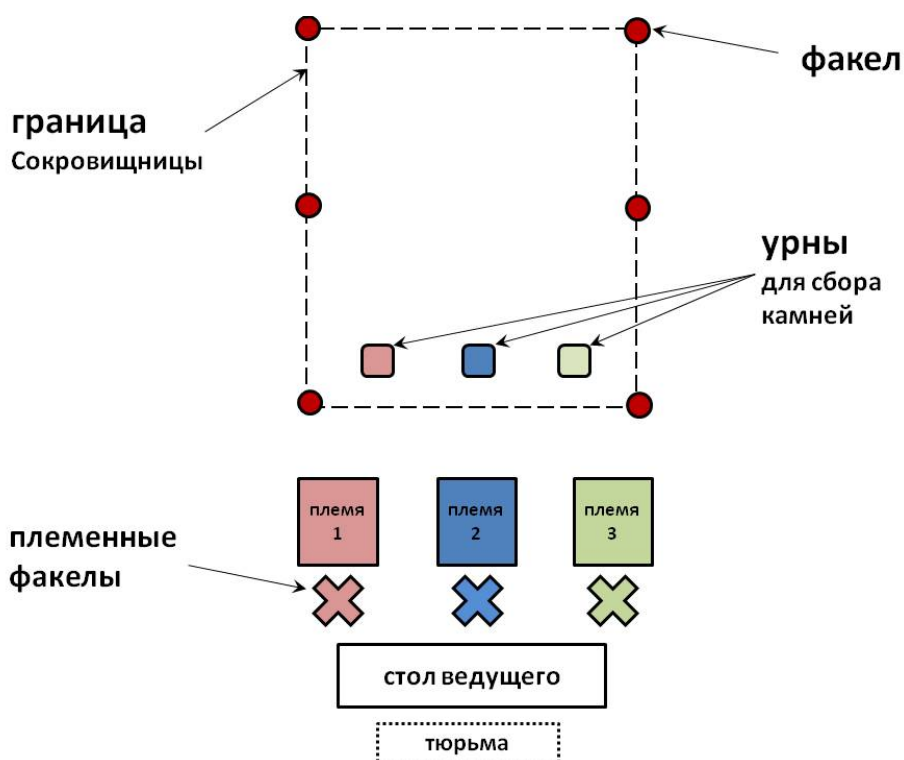 факел
граница
Сокровищницы
урны
для сбора
камней
племя
1
племя
2
племя
3
племенные
факелы
стол ведущего
тюрьма